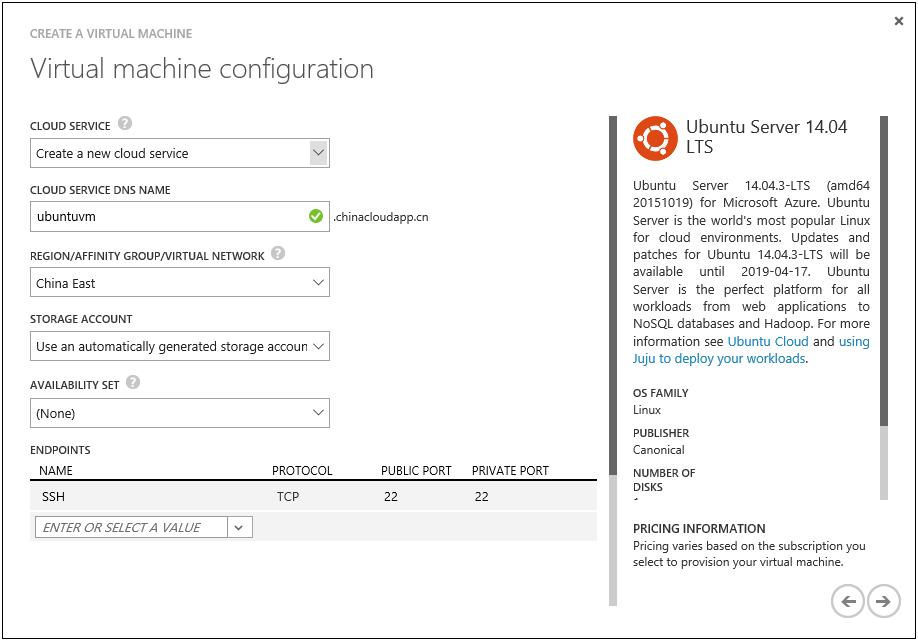 CREATE A VIRTUAL MACHINE
Virtual machine configuration
CLOUD SERVICE ?
Create a new cloud service
CLOUD SERVICE DNS NAME
ubuntuvm .chinacloudapp.cn
REGION/AFFINITY GROUP/VIRTUAL NETWORK ?
China East
STORAGE ACCOUNT
Use an automatically generated storage accoun
AVAILABILITY SET ?
(None)
ENDPOINTS
NAME PROTOCOL PUBLIC PORT PRIVATE PORT
SSH TCP 22 22
ENTER OR SELECT A VALUE
Ubuntu Server 14.04
LTS
Ubuntu Server 14.04.3-LTS (amd64
20151019) for Microsoft Azure. Ubuntu
Server is the world's most popular Linux
for cloud environments. Updates and
patches for Ubuntu 14.04.3-LTS will be
available until 2019-04-17. Ubuntu
Server is the perfect platform for all
workloads from web applications to
NoSQL databases and Hadoop. For more
information see Ubuntu Cloud and using
Juju to deploy your workloads.
OS FAMILY
Linux
PUBLISHER
Canonical
NUMBER OF
DISKS
PRICING INFORMATION
Pricing varies based on the subscription you
select to provision your virtual machine.